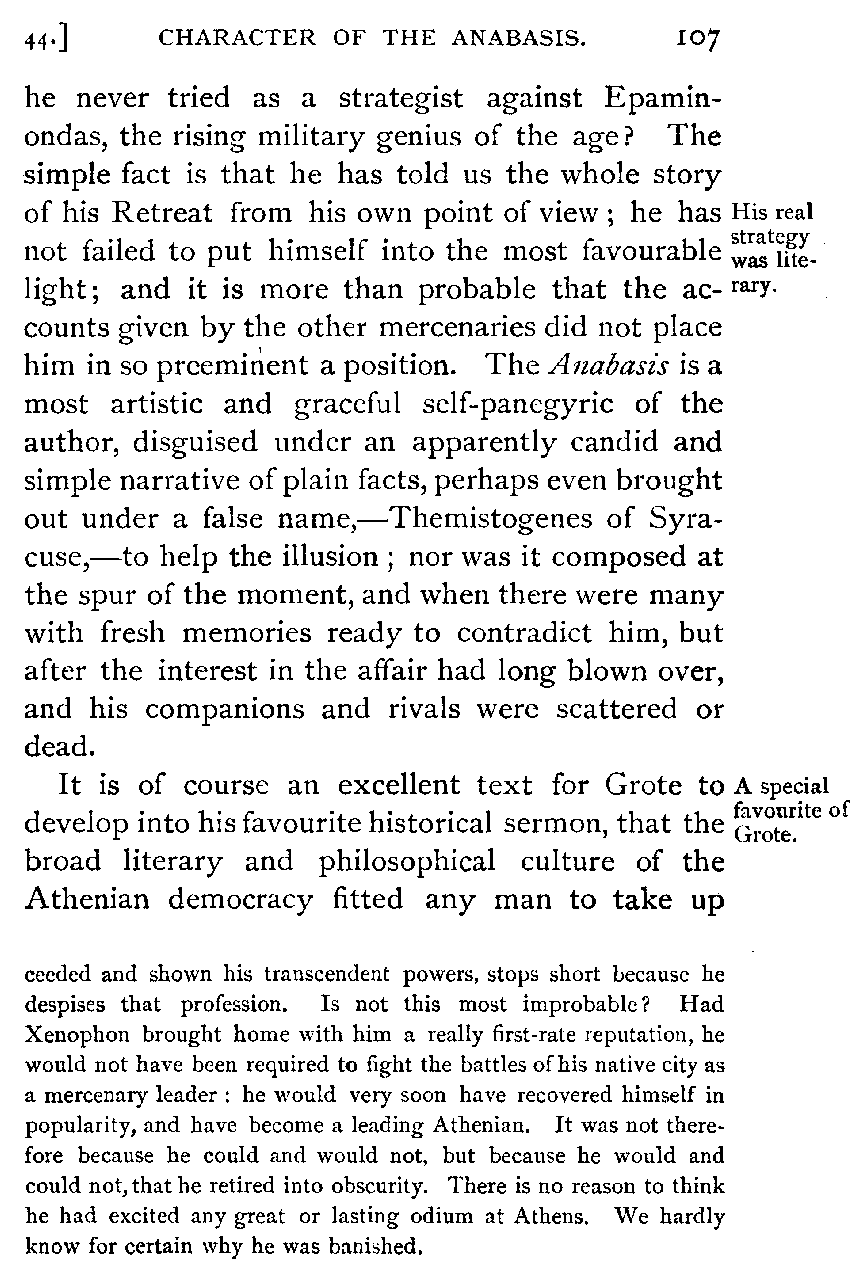 44.] CHARACTER OF THE ANABASIS. 107
he never tried as a strategist against Epamin-
ondas, the rising military genius of the age? The
simple fact is that he has told us the whole story
of his Retreat from his own point of view; he has
not failed to put himself into the most favourable
light; and it is more than probable that the ac-
counts given by the other mercenaries did not place
him in so preeminent a position. The Anabasis is a
most artistic and graceful self-panegyric of the
author, disguised under an apparently candid and
simple narrative of plain facts, perhaps even brought
out under a false name,—Themistogenes of Syra-
cuse,—to help the illusion; nor was it composed at
the spur of the moment, and when there were many
with fresh memories ready to contradict him, but
after the interest in the affair had long blown over,
and his companions and rivals were scattered or
dead.
His real
strategy
was lite-
rary.
It is of course an excellent text for Grote to
develop into his favourite historical sermon, that the
broad literary and philosophical culture of the
Athenian democracy fitted any man to take up
A special
favourite of
Grote.
ceeded and shown his transcendent powers, stops short because he
despises that profession. Is not this most improbable? Had
Xenophon brought home with him a really first-rate reputation, he
would not have been required to fight the battles of his native city as
a mercenary leader: he would very soon have recovered himself in
popularity, and have become a leading Athenian. It was not there-
fore because he could and would not, but because he would and
could not, that he retired into obscurity. There is no reason to think
he had excited any great or lasting odium at Athens. We hardly
know for certain why he was banished.